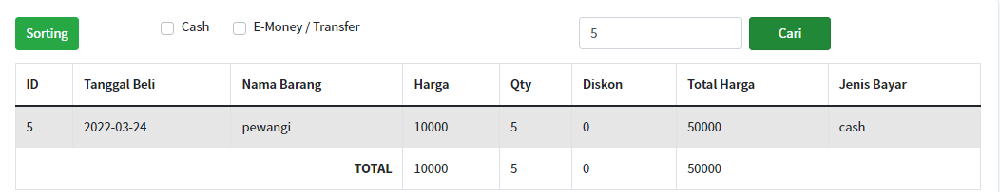 Sorting Cash E-Money / Transfer 5 Cari
ID Tanggal Beli Nama Barang Harga Qty Diskon Total Harga Jenis Bayar
5 2022-03-24 pewangi 10000 5 0 50000 cash
TOTAL 10000 5 0 50000